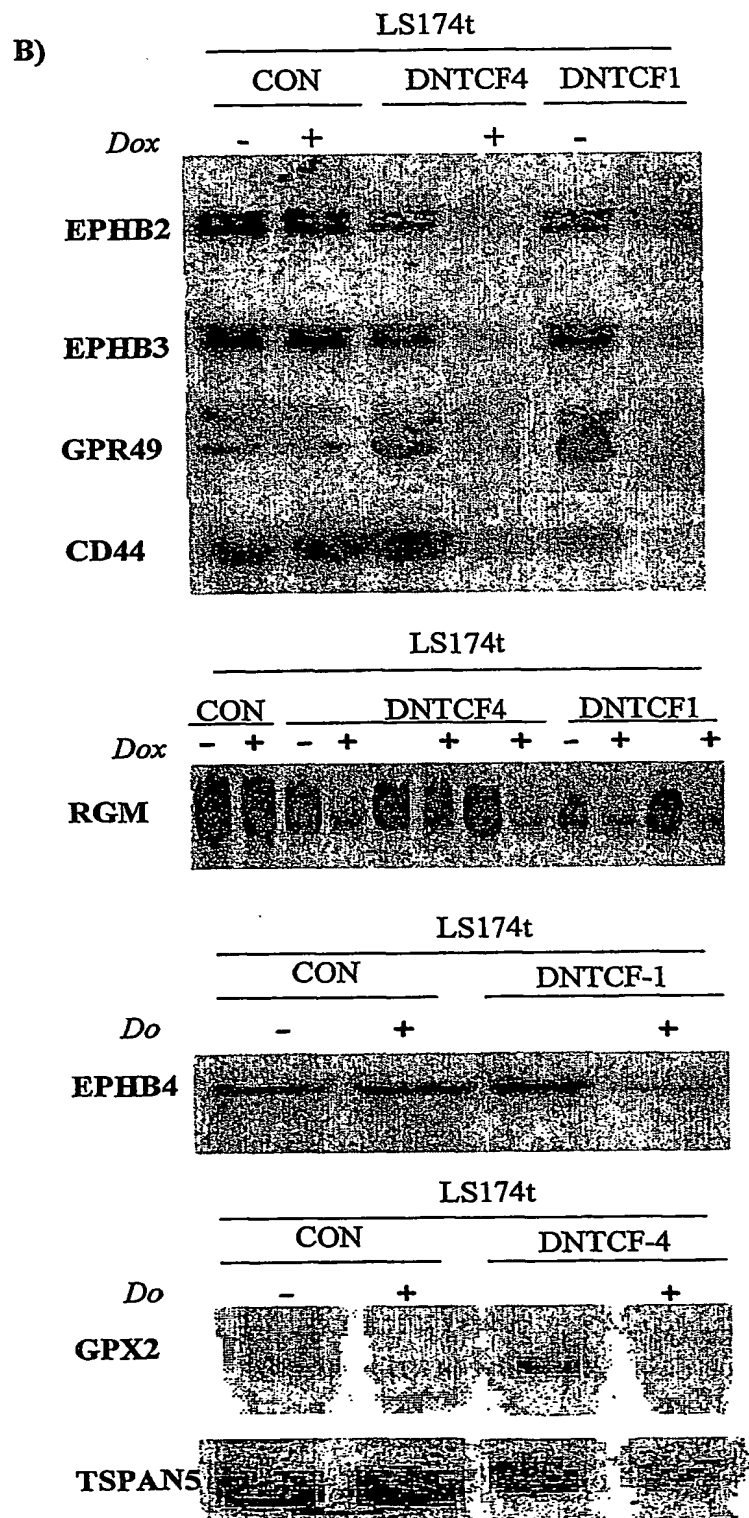 B)
LS174t
CON DNTCF4 DNTCF1
Dox - + + -
EPHB2
EPHB3
GPR49
CD44
LS174t
CON DNTCF4 DNTCF1
Dox - + - + + + - + +
RGM
LS174t
CON DNTCF-1
Do - + +
EPHB4
LS174t
CON DNTCF-4
Do - + +
GPX2
TSPAN5